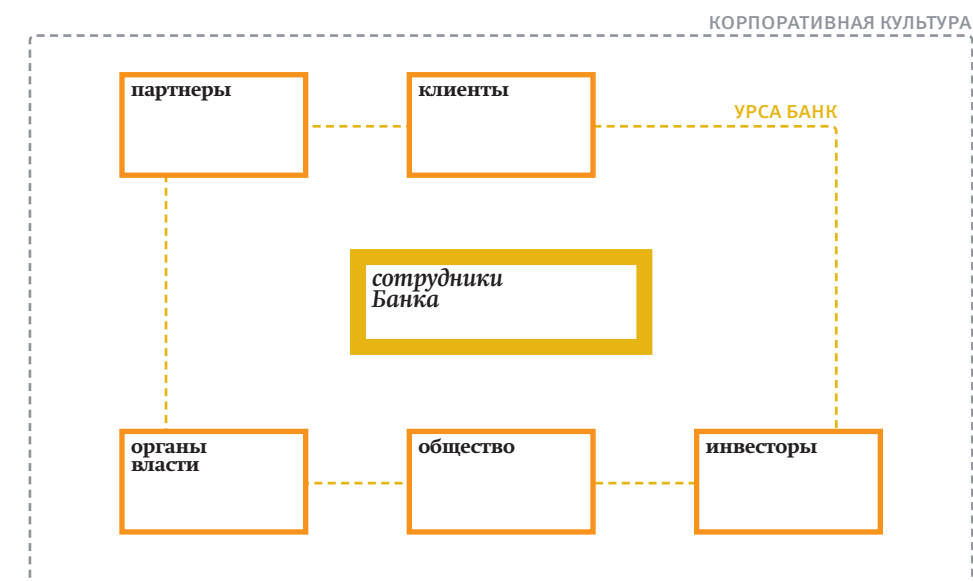 КОРПОРАТИВНАЯ КУЛЬТУРА
партнеры
клиенты
УРСА БАНК
сотрудники
Банка
органы
власти
общество
инвесторы